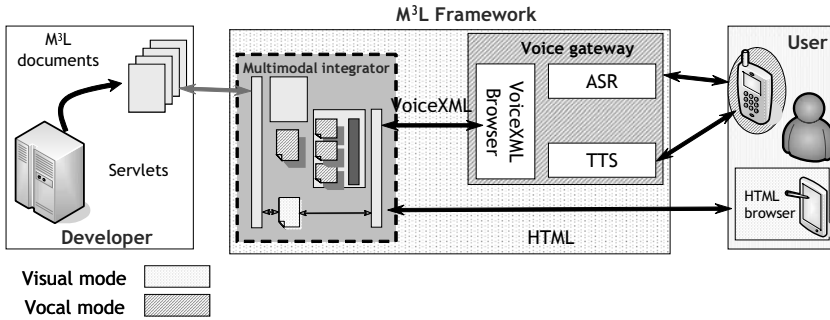 M³L Framework
M³L
documents
Servlets
Developer
Multimodal integrator
VoiceXML
Voice gateway
VoiceXML
Browser
ASR
TTS
HTML
User
HTML
browser
Visual mode
Vocal mode